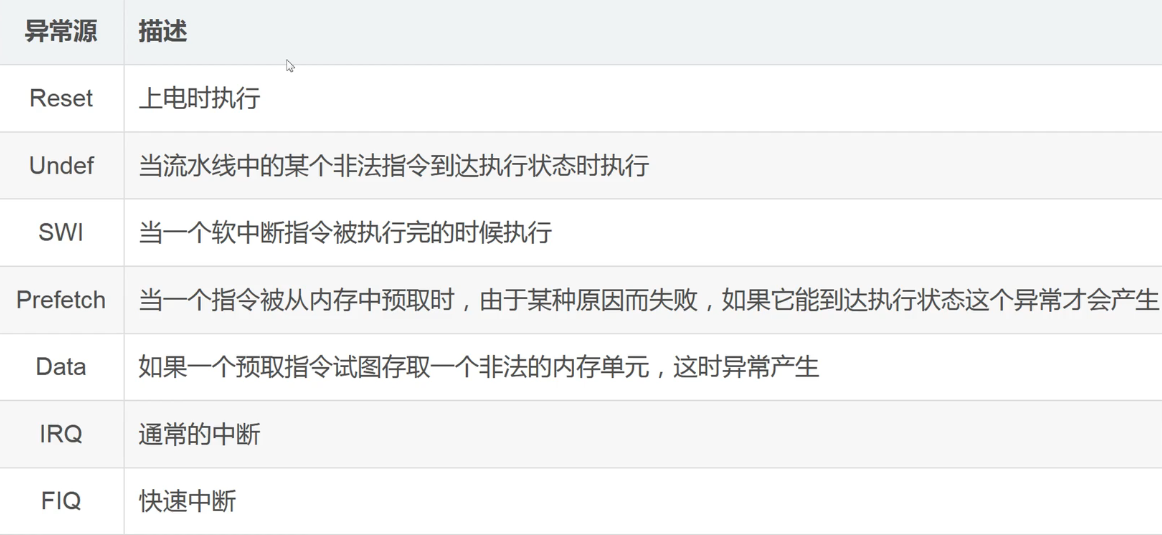 异常源 描述
Reset 上电时执行
Undef 当流水线中的某个非法指令到达执行状态时执行
SWI 当一个软中断指令被执行完的时候执行
Prefetch 当一个指令被从内存中预取时，由于某种原因而失败，如果它能到达执行状态这个异常才会产生
Data 如果一个预取指令试图存取一个非法的内存单元，这时异常产生
IRQ 通常的中断
FIQ 快速中断